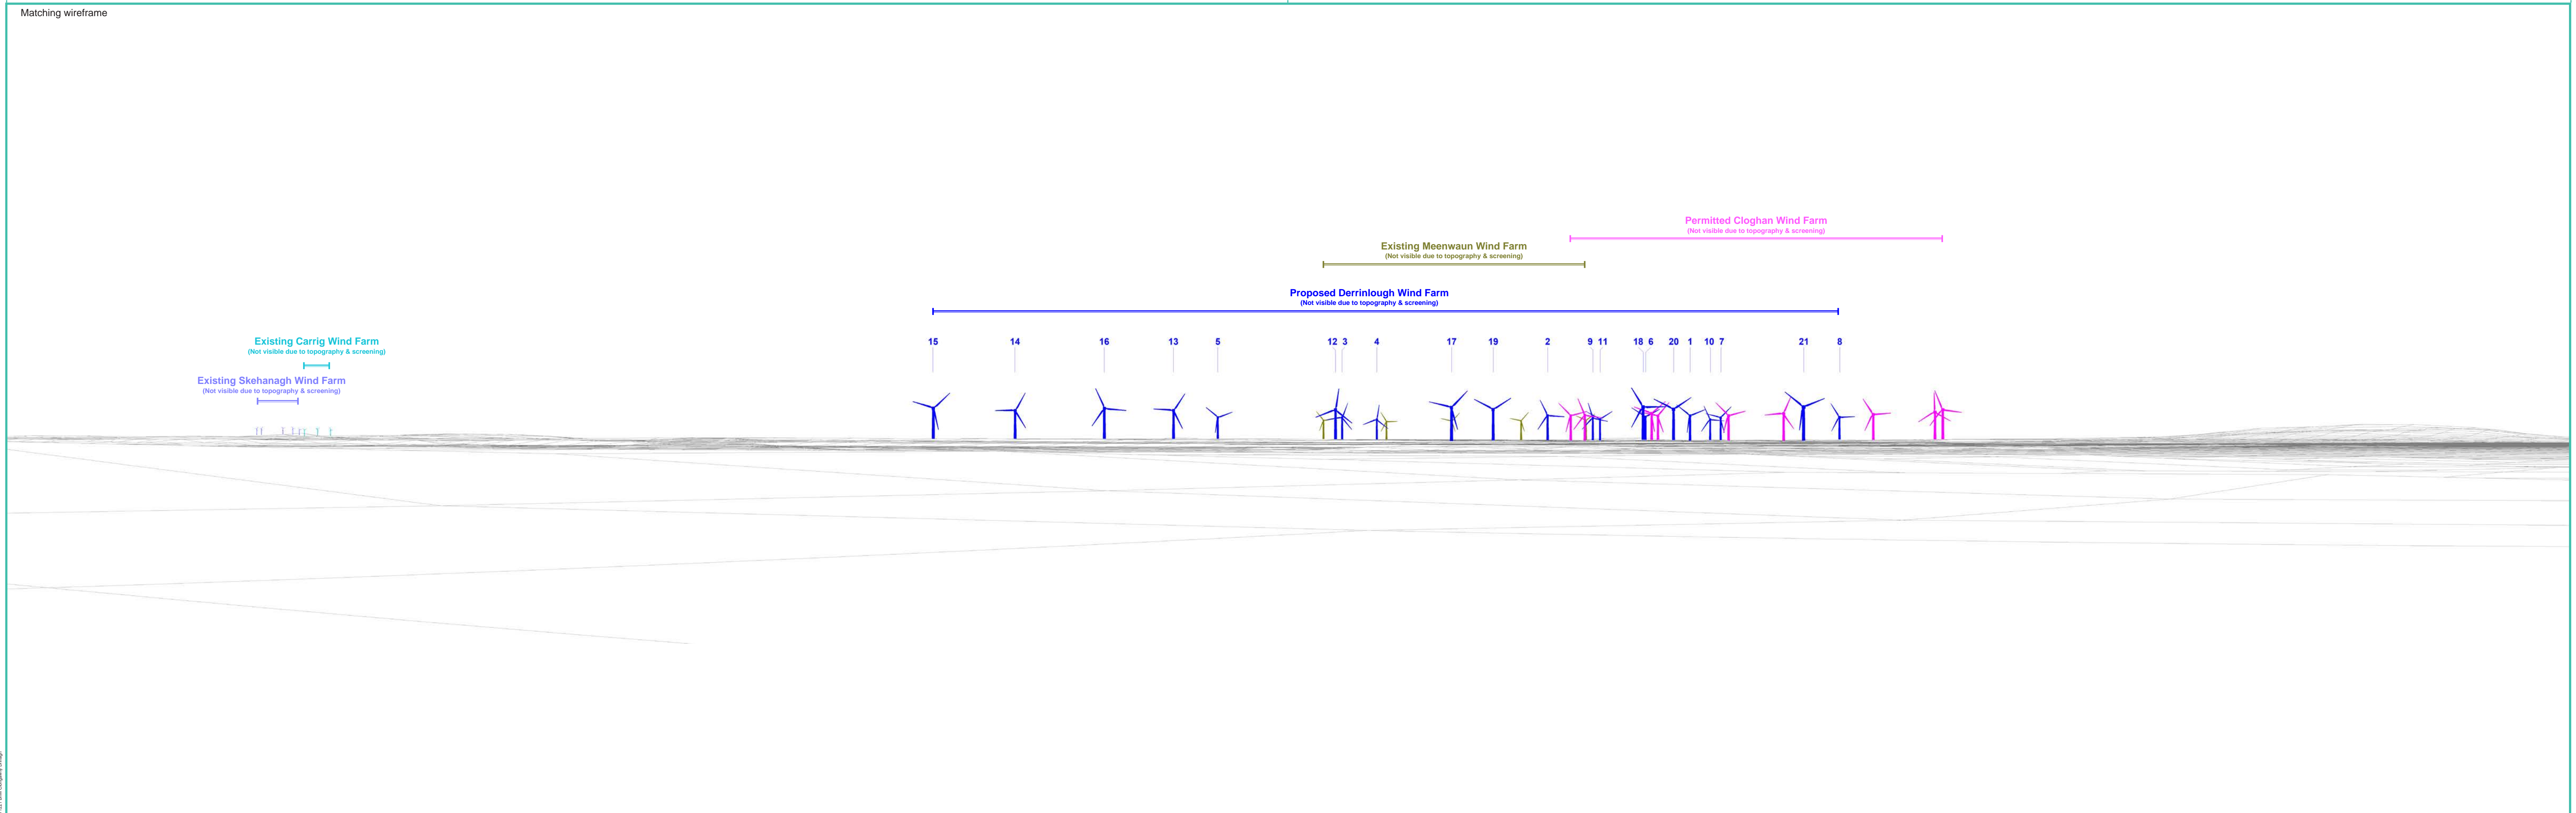 Matching wireframe
Permitted Cloghan Wind Farm
(Not visible due to topography & screening)
Existing Meenwaun Wind Farm
(Not visible due to topography & screening)
Proposed Derrinlough Wind Farm
(Not visible due to topography & screening)
15 14 16 13 5 12 3 4 17 19 2 9 11 18 6 20 1 10 7 21 8
Existing Carrig Wind Farm
(Not visible due to topography & screening)
Existing Skehanagh Wind Farm
(Not visible due to topography & screening)